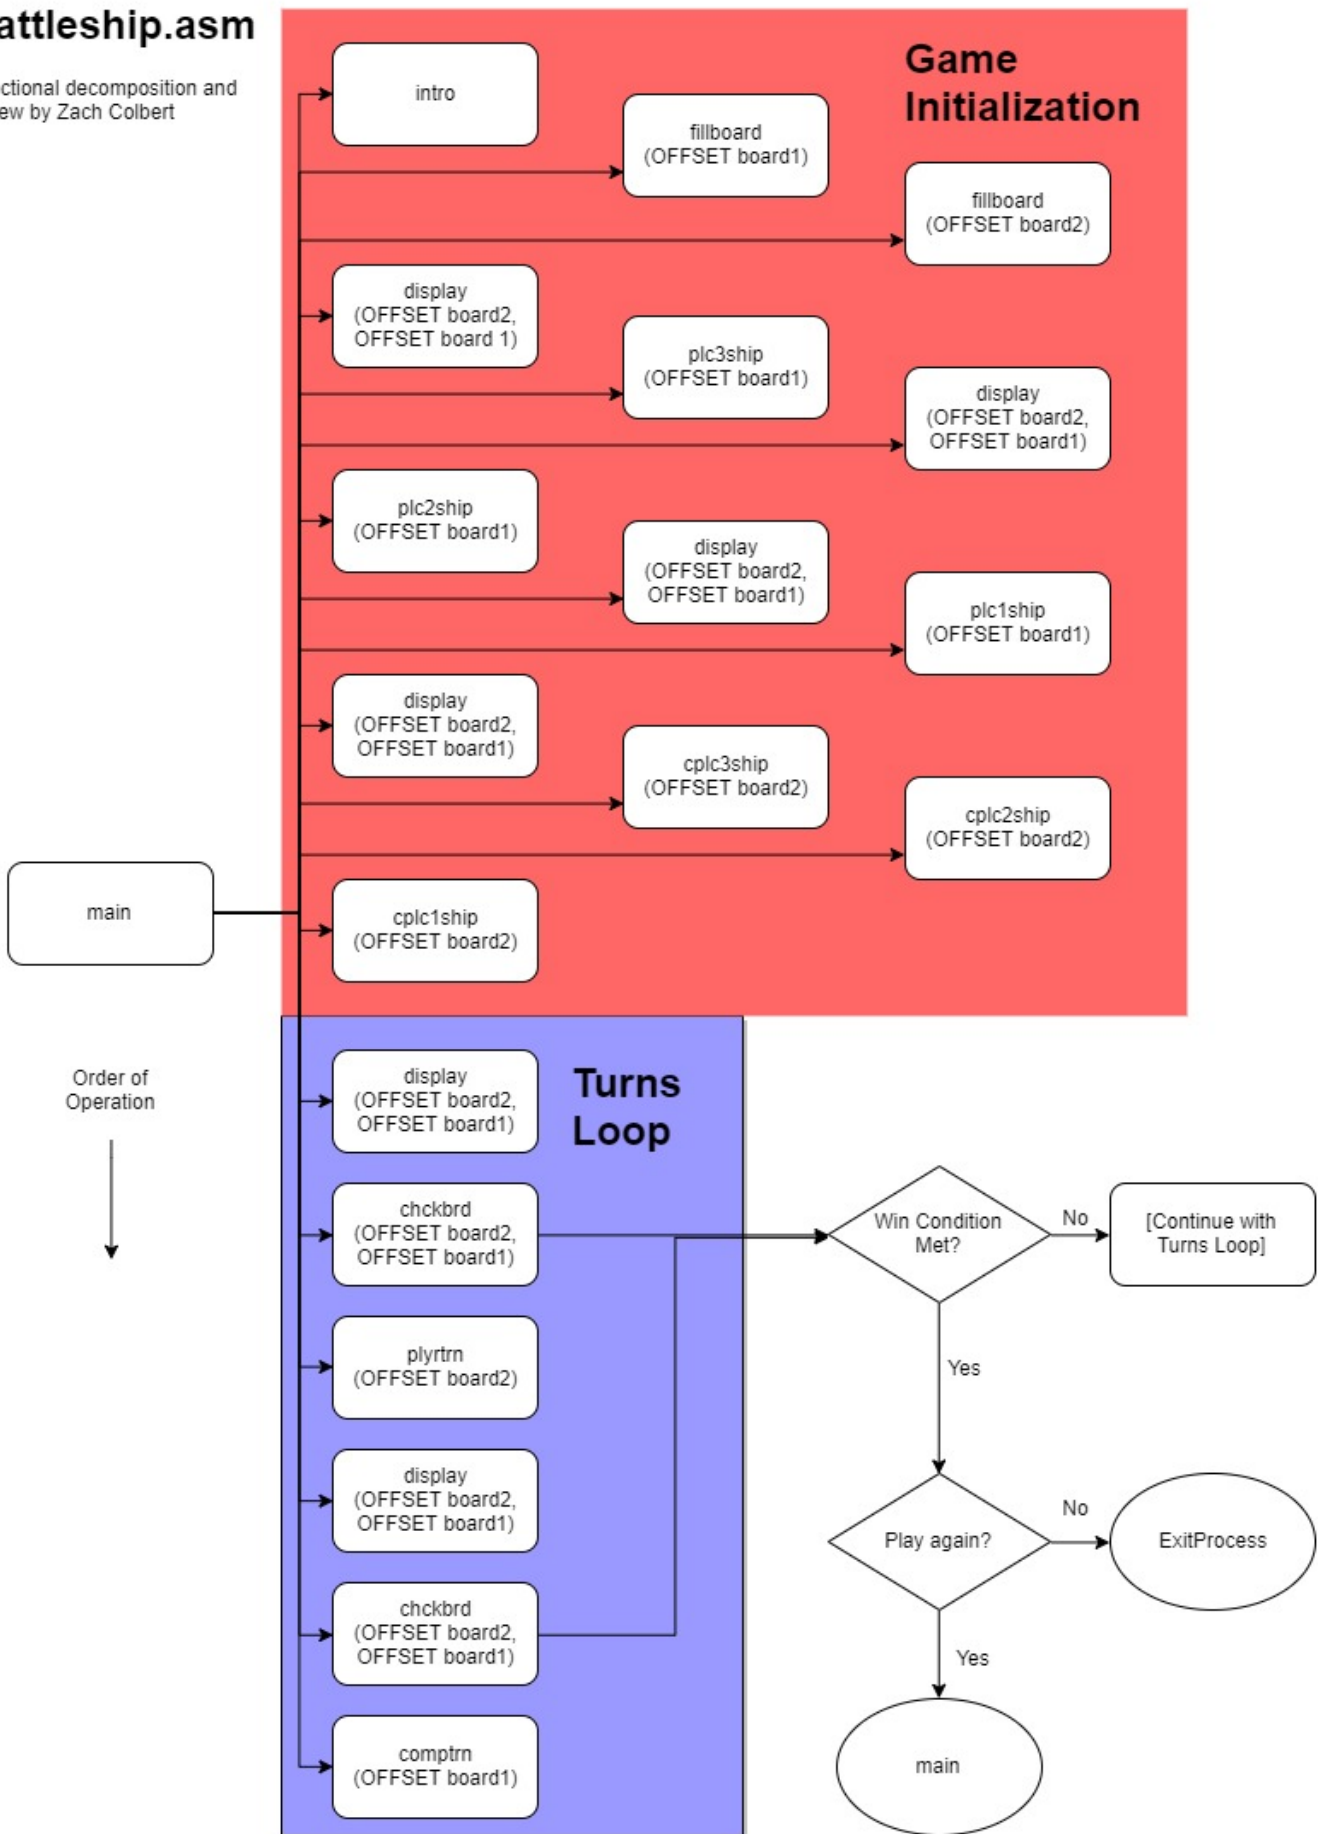 attleship.asm
ctional decomposition and
ew by Zach Colbert
Game
Initialization
intro
fillboard
(OFFSET board1)
fillboard
(OFFSET board2)
display
(OFFSET board2,
OFFSET board 1)
plc3ship
(OFFSET board1)
display
(OFFSET board2,
OFFSET board1)
plc2ship
(OFFSET board1)
display
(OFFSET board2,
OFFSET board1)
plc1ship
(OFFSET board1)
display
(OFFSET board2,
OFFSET board1)
cplc3ship
(OFFSET board2)
cplc2ship
(OFFSET board2)
main
cplc1ship
(OFFSET board2)
Order of
Operation
Turns
Loop
display
(OFFSET board2,
OFFSET board1)
chckbrd
(OFFSET board2,
OFFSET board1)
Win Condition
Met?
No
[Continue with
Turns Loop]
plyrtrn
(OFFSET board2)
Yes
display
(OFFSET board2,
OFFSET board1)
Play again?
No
ExitProcess
chckbrd
(OFFSET board2,
OFFSET board1)
Yes
comptrn
(OFFSET board1)
main